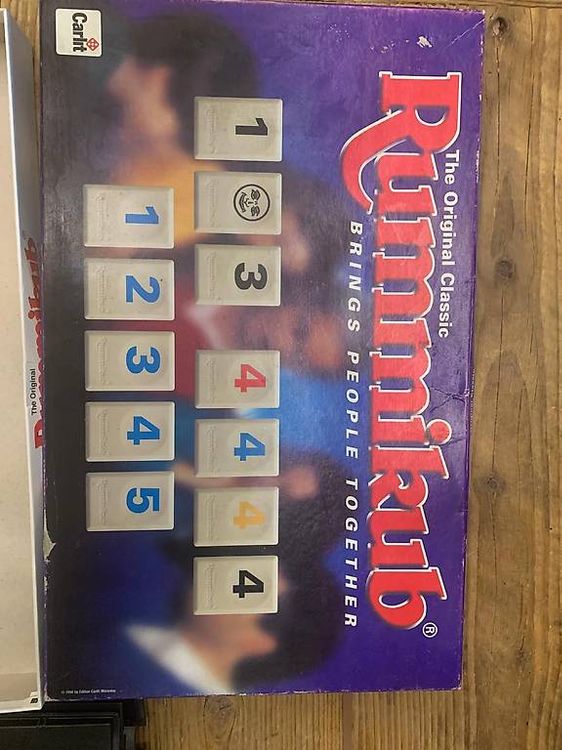 Carlit
The Original Classic
Rummikub®
BRINGS PEOPLE TOGETHER
1 3 4 4 4 4
1 2 3 4 5
The Original
Rummikub